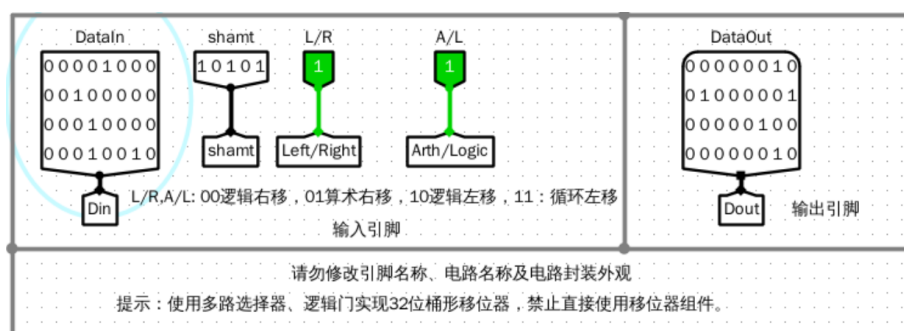 DataIn shamt L/R A/L DataOut
00001000 10101 1 1 00000010
00100000 01000001
00010000 00000100
00010010 shamt Left/Right Arth/Logic 00000010
Din L/R,A/L: 00逻辑右移，01算术右移，10逻辑左移，11：循环左移 Dout 输出引脚
输入引脚
请勿修改引脚名称、电路名称及电路封装外观
提示：使用多路选择器、逻辑门实现32位桶形移位器，禁止直接使用移位器组件。